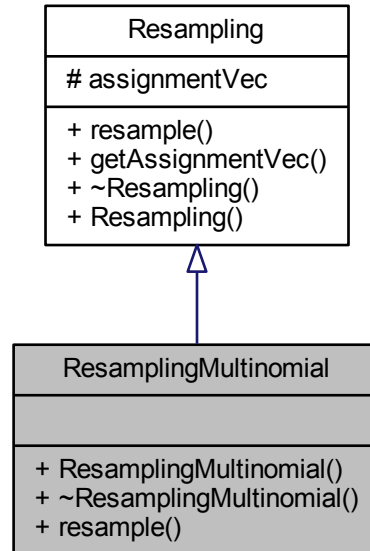 Resampling
# assignmentVec
+ resample()
+ getAssignmentVec()
+ ~Resampling()
+ Resampling()
ResamplingMultinomial
+ ResamplingMultinomial()
+ ~ResamplingMultinomial()
+ resample()